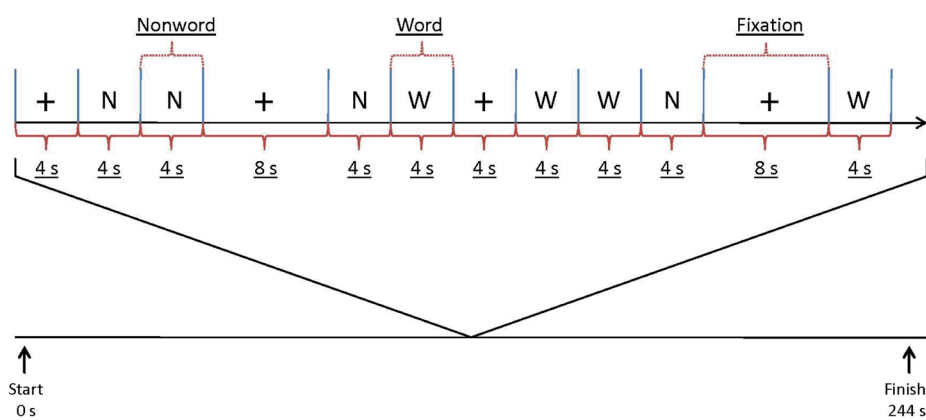 Nonword Word Fixation
+ N N + N W + W W N + W
4 s 4 s 4 s 8 s 4 s 4 s 4 s 4 s 4 s 4 s 8 s 4 s
Start Finish
0 s 244 s